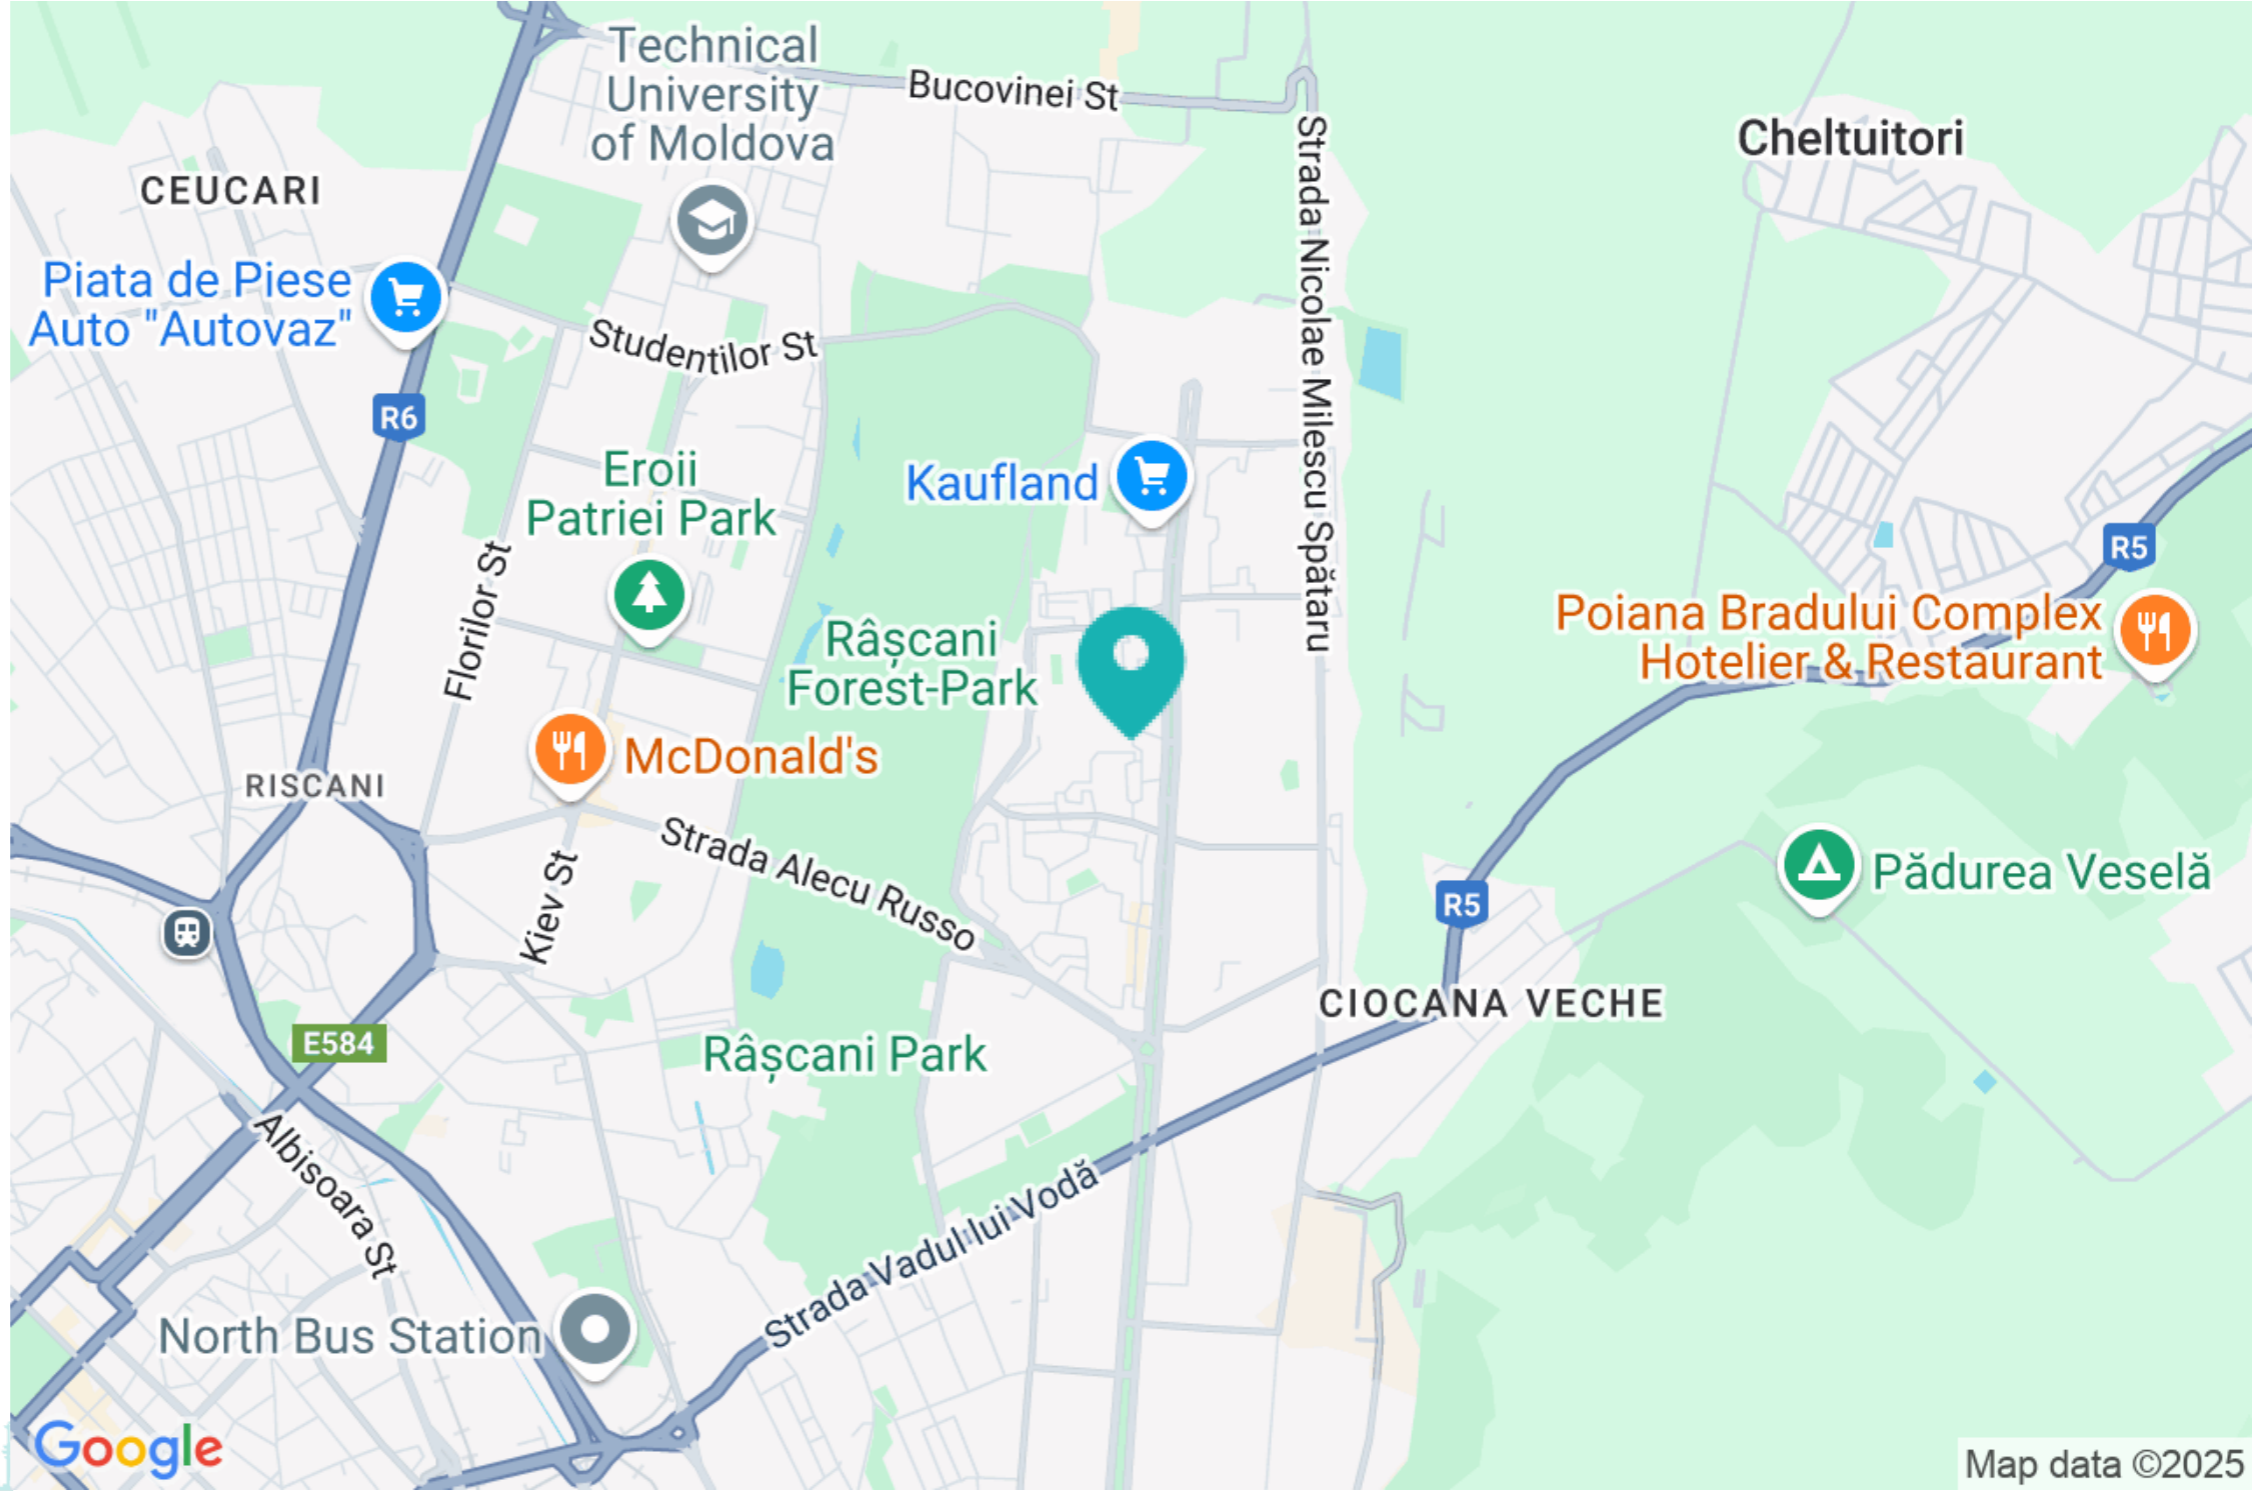 Technical
University
of Moldova
Bucovinei St
Cheltuitori
CEUCARI
Strada Nicolae Milescu Spătaru
Piata de Piese
Auto "Autovaz"
Studentilor St
R6
Eroii
Patriei Park
Kaufland
R5
Florilor St
Râșcani
Forest-Park
Poiana Bradului Complex
Hotelier & Restaurant
McDonald's
RISCANI
Strada Alecu Russo
Kiev St
R5
Pădurea Veselă
CIOCANA VECHE
E584
Râșcani Park
Albisoara St
Strada Vadul lui Vodă
North Bus Station
Google
Map data ©2025